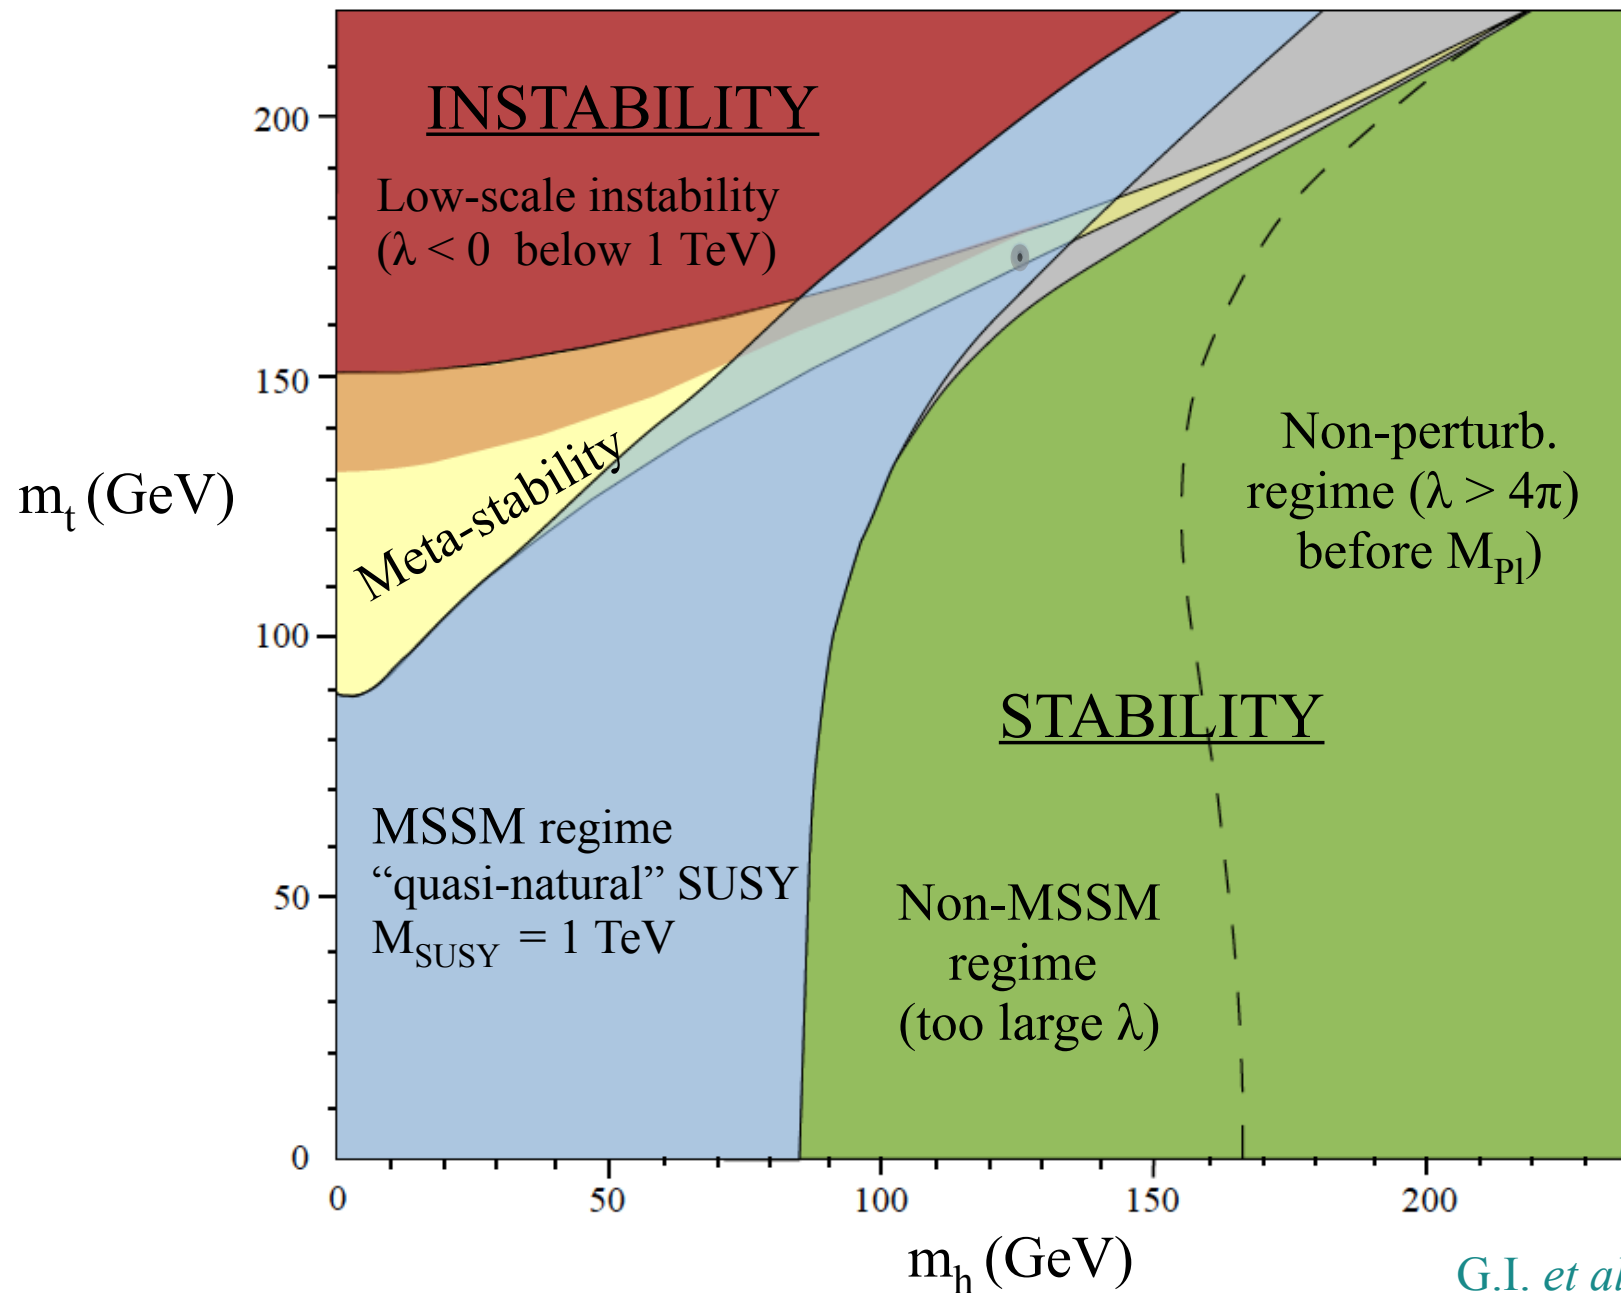 INSTABILITY
Low-scale instability
(λ < 0 below 1 TeV)
200
150
100
50
0
m_t (GeV)
Meta-stability
Non-perturb.
regime (λ > 4π)
before M_Pl)
STABILITY
MSSM regime
“quasi-natural” SUSY
M_SUSY = 1 TeV
Non-MSSM
regime
(too large λ)
0 50 100 150 200
m_h (GeV)
G.I. et al